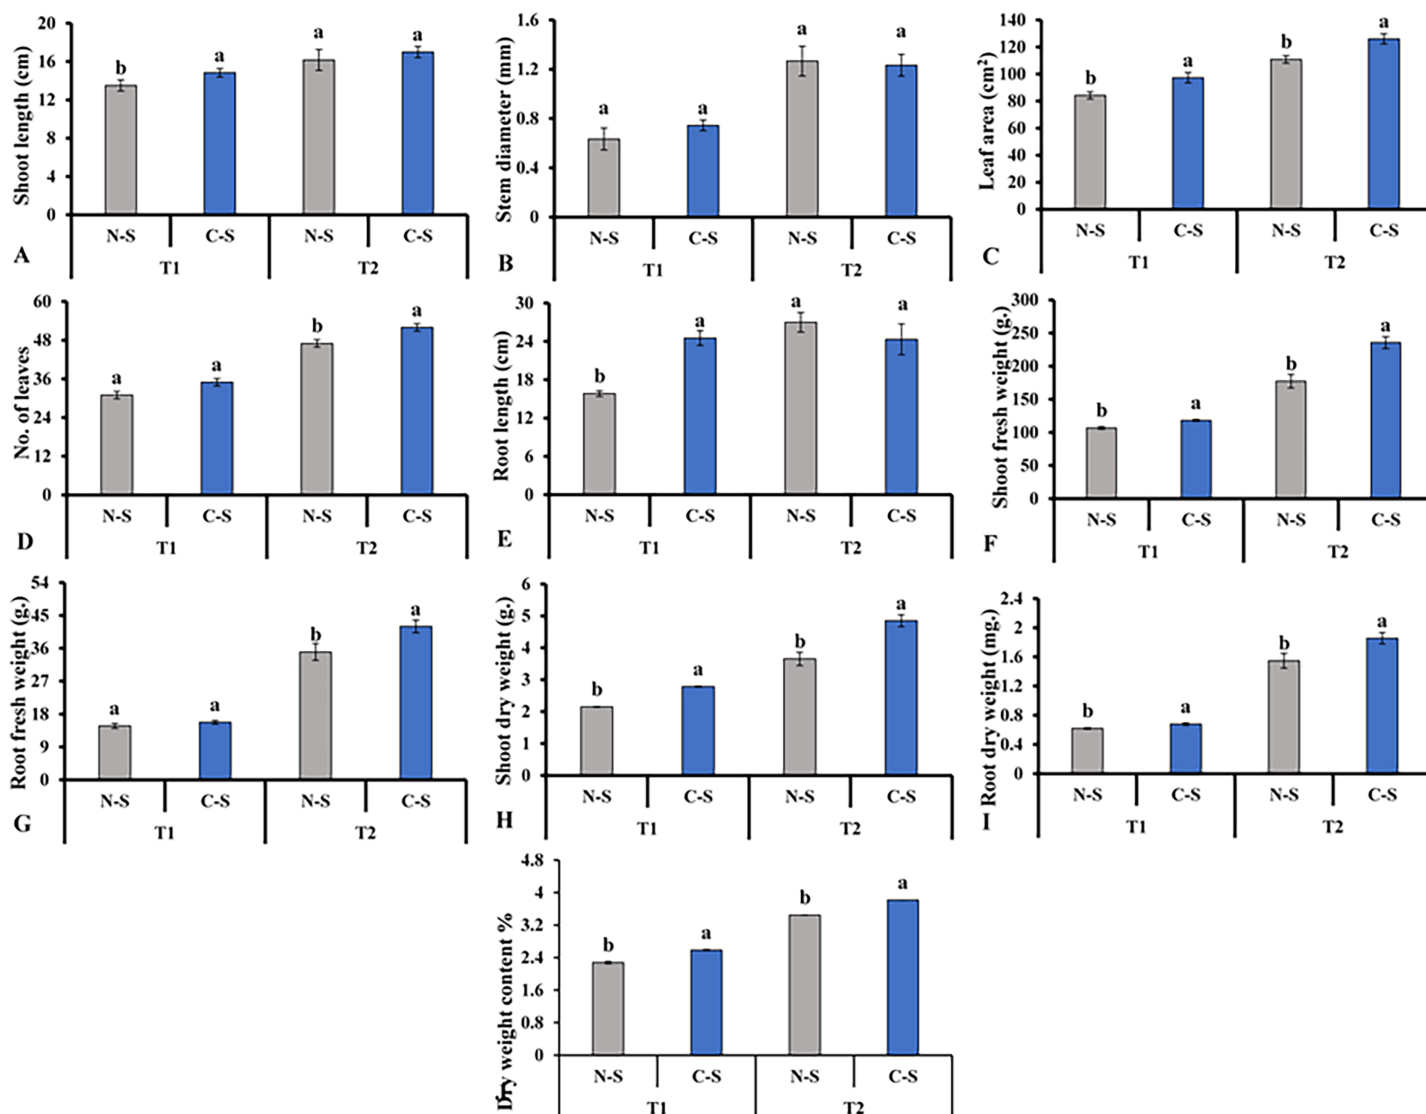 Shoot length (cm)
20
16
12
8
4
0
b
a
a
a
N-S
C-S
N-S
C-S
T1
T2
A
Stem diameter (mm)
1.6
1.2
0.8
0.4
0
a
a
a
a
N-S
C-S
N-S
C-S
T1
T2
B
Leaf area (cm²)
140
120
100
80
60
40
20
0
b
a
b
a
N-S
C-S
N-S
C-S
T1
T2
C
No. of leaves
60
48
36
24
12
0
a
a
b
a
N-S
C-S
N-S
C-S
T1
T2
D
Root length (cm)
30
24
18
12
6
0
b
a
a
a
N-S
C-S
N-S
C-S
T1
T2
E
Shoot fresh weight (g.)
300
250
200
150
100
50
0
b
a
b
a
N-S
C-S
N-S
C-S
T1
T2
F
Root fresh weight (g.)
54
45
36
27
18
9
0
a
a
b
a
N-S
C-S
N-S
C-S
T1
T2
G
Shoot dry weight (g.)
6
5
4
3
2
1
0
b
a
b
a
N-S
C-S
N-S
C-S
T1
T2
H
Root dry weight (mg.)
2.4
2
1.6
1.2
0.8
0.4
0
b
a
b
a
N-S
C-S
N-S
C-S
T1
T2
I
Dry weight content %
4.8
4
3.2
2.4
1.6
0.8
0
b
a
b
a
N-S
C-S
N-S
C-S
T1
T2